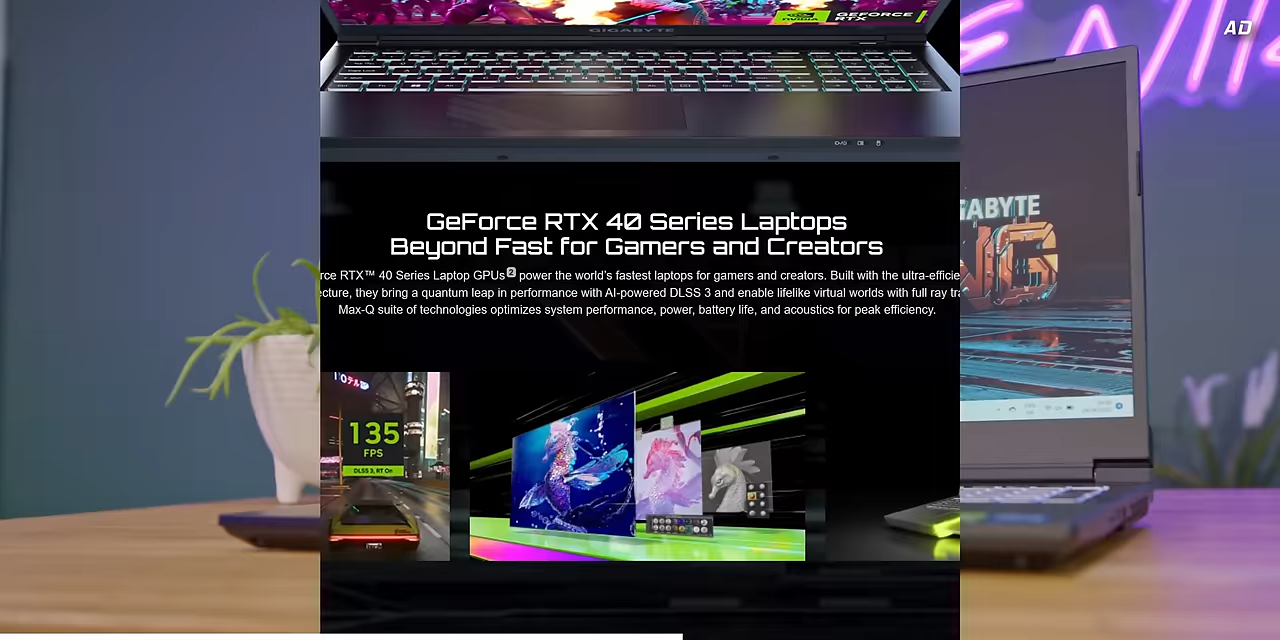 AD
NVIDIA
GEFORCE
RTX
GIGABYTE
GeForce RTX 40 Series Laptops
Beyond Fast for Gamers and Creators
rce RTX™ 40 Series Laptop GPUs2 power the world's fastest laptops for gamers and creators. Built with the ultra-efficie
ecture, they bring a quantum leap in performance with AI-powered DLSS 3 and enable lifelike virtual worlds with full ray tra
Max-Q suite of technologies optimizes system performance, power, battery life, and acoustics for peak efficiency.
135
FPS
DLSS 3, RT On
GABYTE